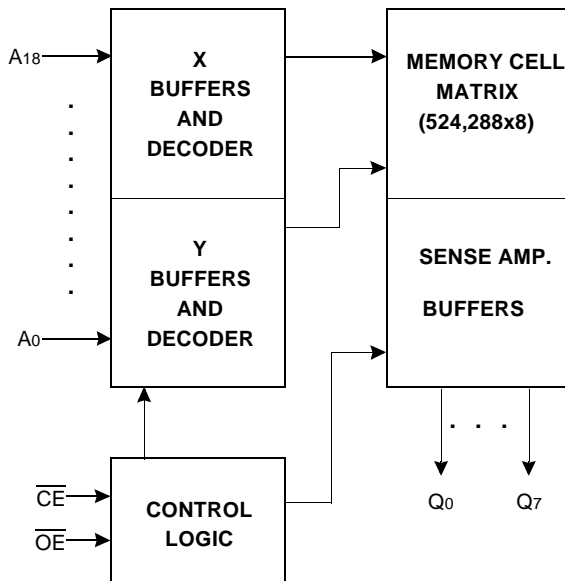 A18
X
BUFFERS
AND
DECODER
MEMORY CELL
MATRIX
(524,288x8)
Y
BUFFERS
AND
DECODER
SENSE AMP.
BUFFERS
A0
. . .
CE
OE
CONTROL
LOGIC
Q0
Q7